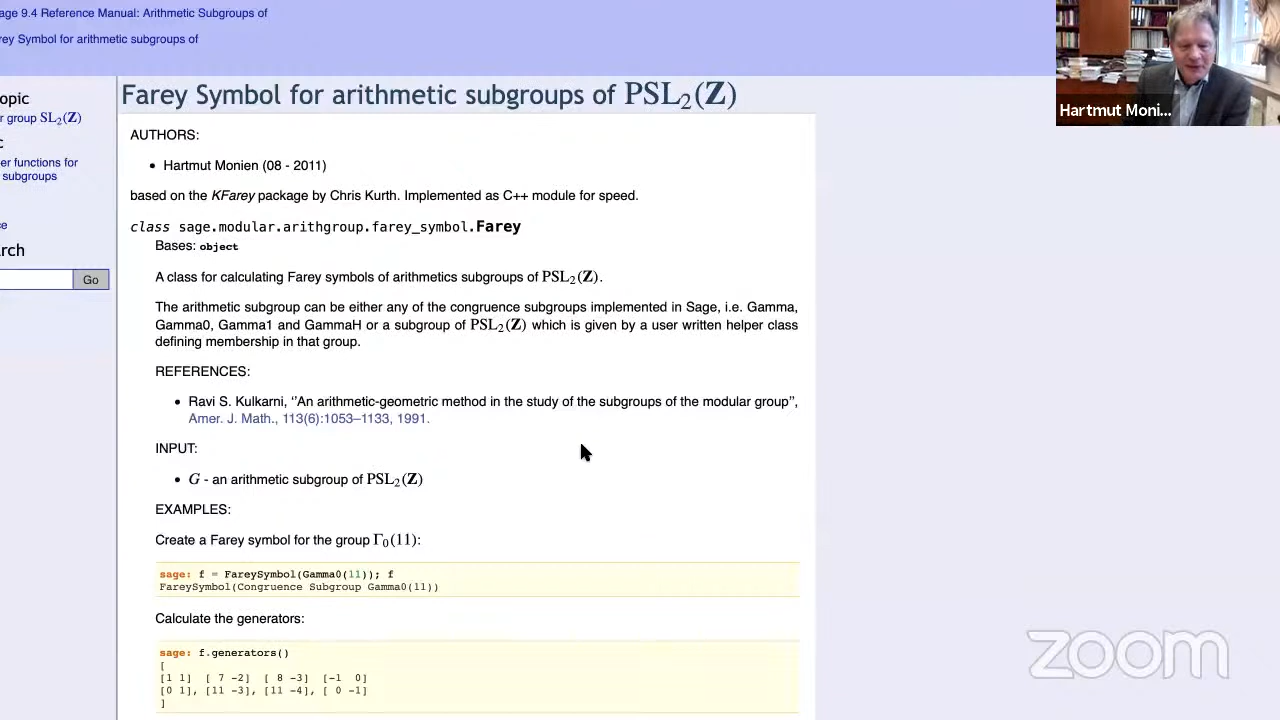 age 9.4 Reference Manual: Arithmetic Subgroups of
rey Symbol for arithmetic subgroups of
opic
r group SL₂(Z)
c
er functions for
subgroups
ce
rch
Go
Farey Symbol for arithmetic subgroups of PSL₂(Z)
AUTHORS:
• Hartmut Monien (08 - 2011)
based on the KFarey package by Chris Kurth. Implemented as C++ module for speed.
class sage.modular.arithgroup.farey_symbol.Farey
Bases: object
A class for calculating Farey symbols of arithmetics subgroups of PSL₂(Z).
The arithmetic subgroup can be either any of the congruence subgroups implemented in Sage, i.e. Gamma,
Gamma0, Gamma1 and GammaH or a subgroup of PSL₂(Z) which is given by a user written helper class
defining membership in that group.
REFERENCES:
• Ravi S. Kulkarni, ‘’An arithmetic-geometric method in the study of the subgroups of the modular group’’,
Amer. J. Math., 113(6):1053–1133, 1991.
INPUT:
• G - an arithmetic subgroup of PSL₂(Z)
EXAMPLES:
Create a Farey symbol for the group Γ₀(11):
sage: f = FareySymbol(Gamma0(11)); f
FareySymbol(Congruence Subgroup Gamma0(11))
Calculate the generators:
sage: f.generators()
[
[1 1]  [ 7 -2]  [ 8 -3]  [-1  0]
[0 1], [11 -3], [11 -4], [ 0 -1]
]
Hartmut Moni...
zoom